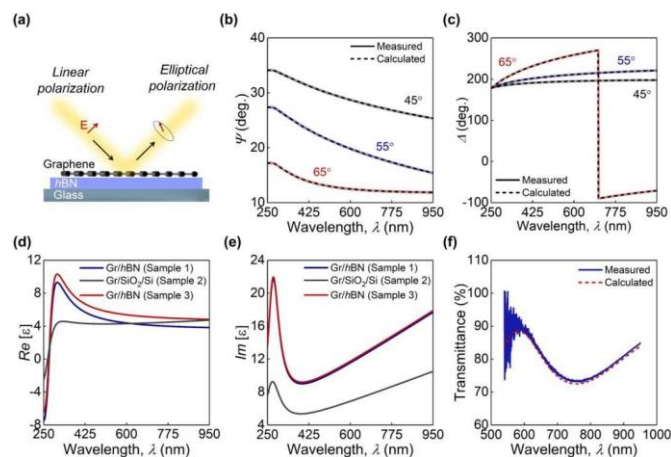 (a)
Linear
polarization
Elliptical
polarization
E
Graphene
hBN
Glass
(b)
Measured
Calculated
45°
55°
65°
Ψ (deg.)
40
30
20
10
250 425 600 775 950
Wavelength, λ (nm)
(c)
65°
55°
45°
Measured
Calculated
Δ (deg.)
300
200
100
0
-100
250 425 600 775 950
Wavelength, λ (nm)
(d)
Gr/hBN (Sample 1)
Gr/SiO₂/Si (Sample 2)
Gr/hBN (Sample 3)
Re [ε]
12
8
4
0
-4
-8
250 425 600 775 950
Wavelength, λ (nm)
(e)
Gr/hBN (Sample 1)
Gr/SiO₂/Si (Sample 2)
Gr/hBN (Sample 3)
Im [ε]
24
20
16
12
8
4
250 425 600 775 950
Wavelength, λ (nm)
(f)
Measured
Calculated
Transmittance (%)
110
100
90
80
70
60
500 600 700 800 900 1000
Wavelength, λ (nm)